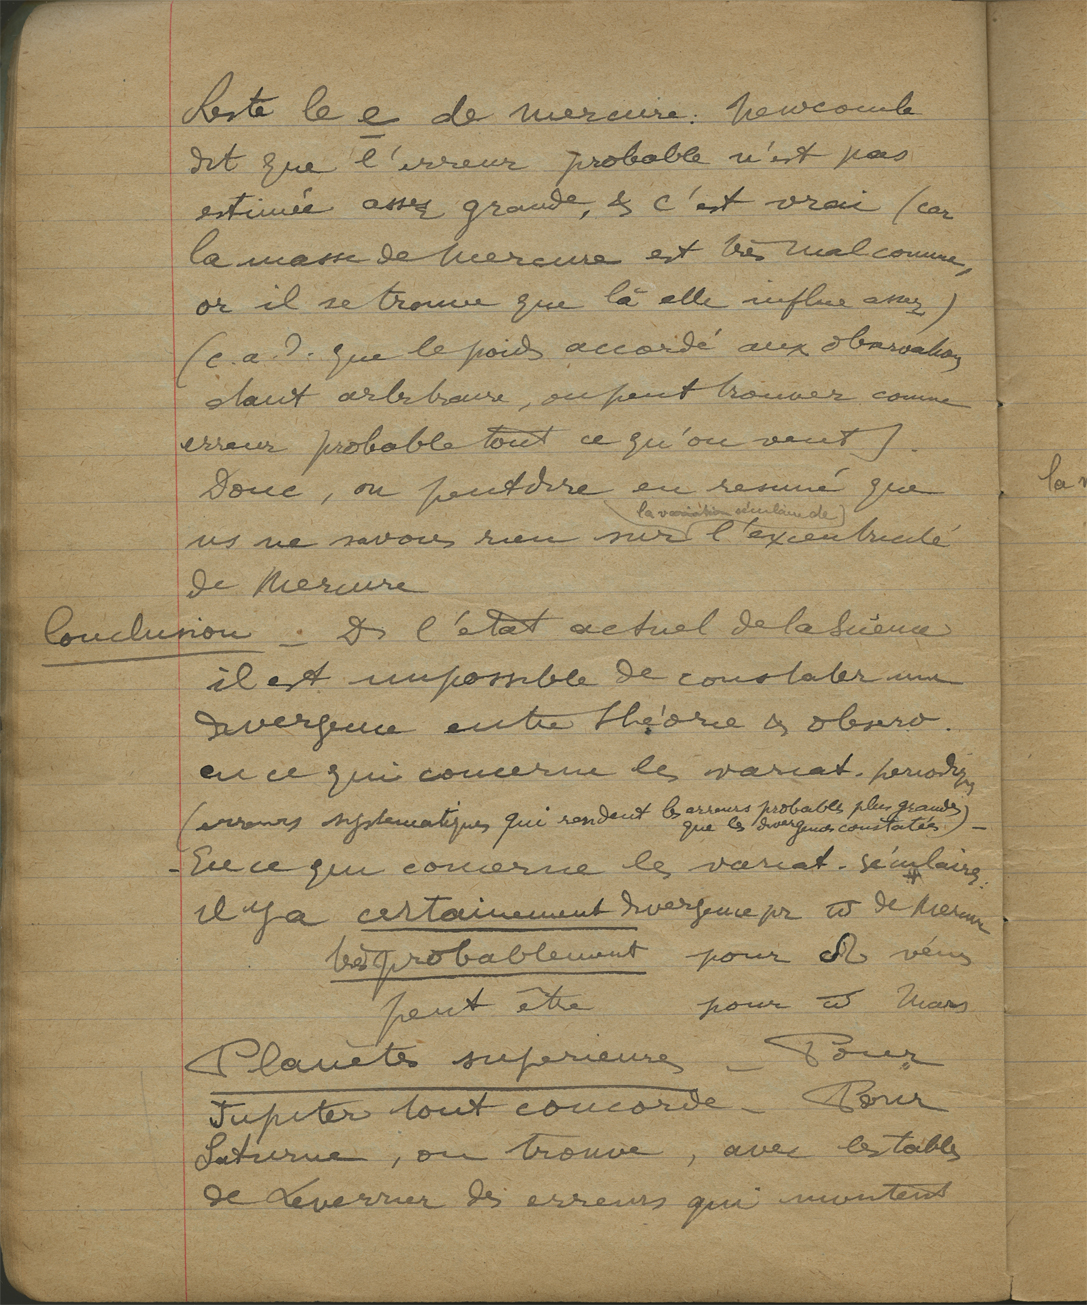 Reste le e de Mercure. Newcomb
dit que l'erreur probable n'est pas
estimée assez grande, & c'est vrai (car
la masse de Mercure est très mal connue,
or il se trouve que là elle influe assez)
(c.a.d. que le poids accordé aux observations
étant arbitraire, on peut trouver comme
erreur probable tout ce qu'on veut).
Donc, on peut dire en resumé que
la variation séculaire de
ns ne savons rien sur l'excentricité
de Mercure
Conclusion - Ds l'état actuel de la Science
il est impossible de constater une
divergence entre théorie & observ.
en ce qui concerne les variat. periodiques
(erreurs systematiques qui rendent les erreurs probables plus grandes
que les divergences constatées) -
- En ce qui concerne les variat. séculaires.
il y a certainement divergence pr ϖ de Mercure
très probablement pour ☊ vénus
peut être pour ϖ Mars
Planètes superieures - Pour
Jupiter tout concorde - Pour
Saturne, on trouve, avec les tables
de Leverrier des erreurs qui montent